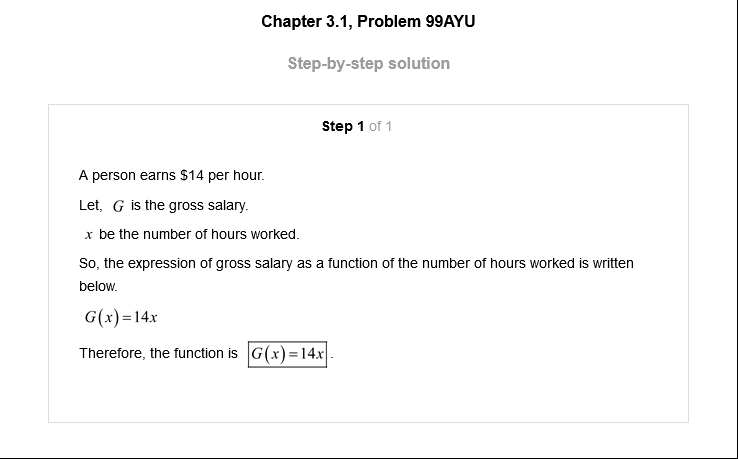 Chapter 3.1, Problem 99AYU
Step-by-step solution
Step 1 of 1
A person earns $14 per hour.
Let, G is the gross salary.
x be the number of hours worked.
So, the expression of gross salary as a function of the number of hours worked is written
below.
G(x)=14x
Therefore, the function is G(x)=14x.